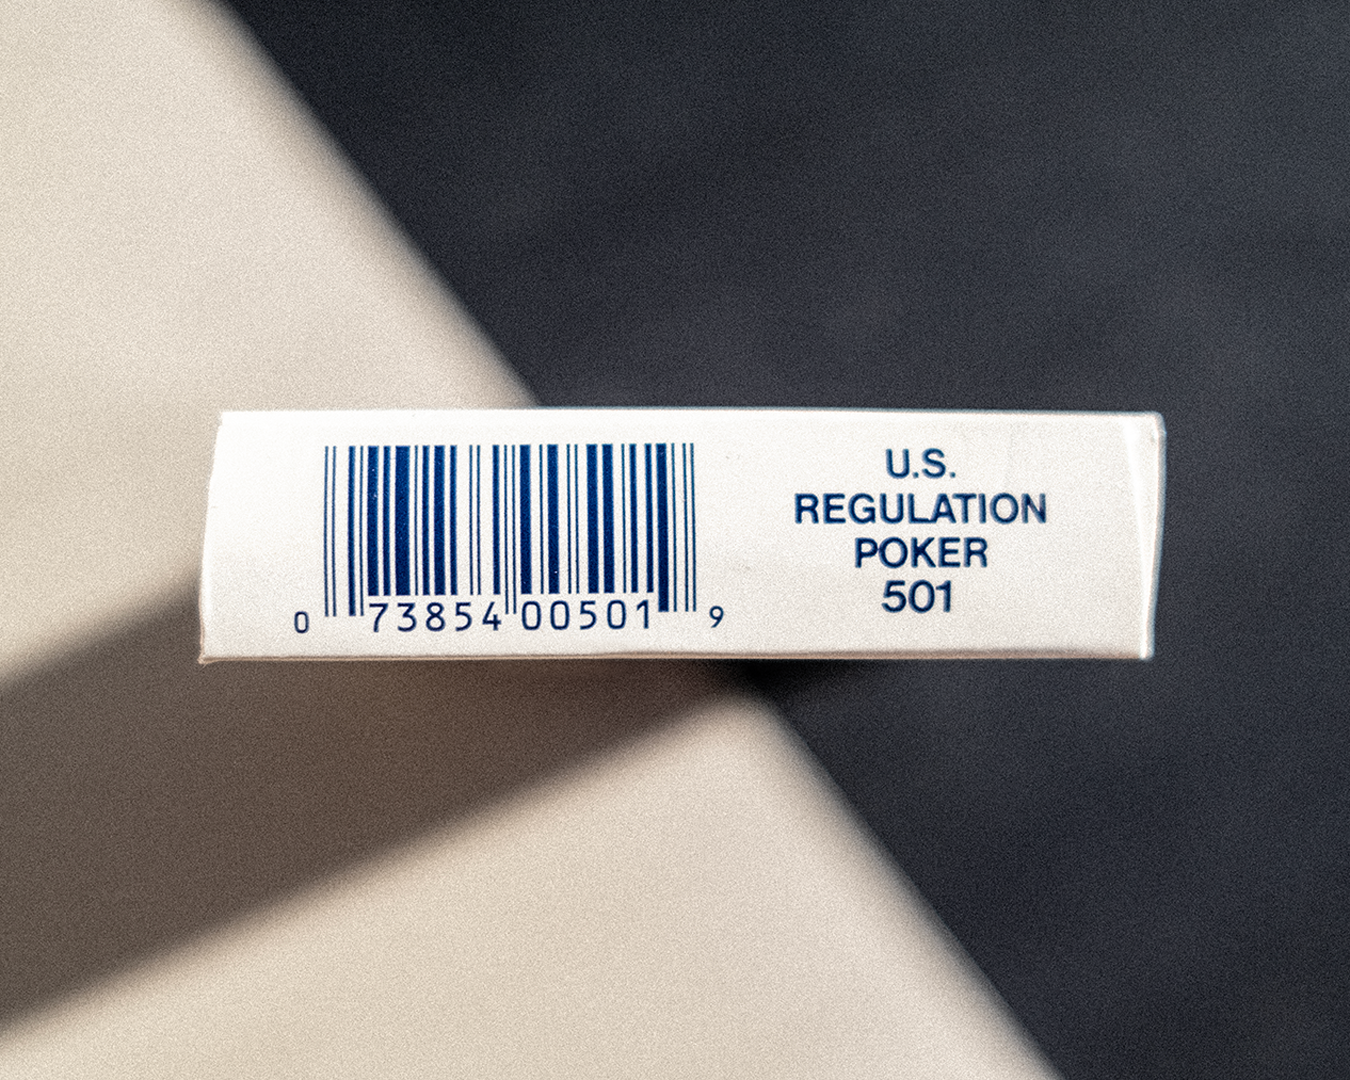 0 73854 00501 9
U.S.
REGULATION
POKER
501